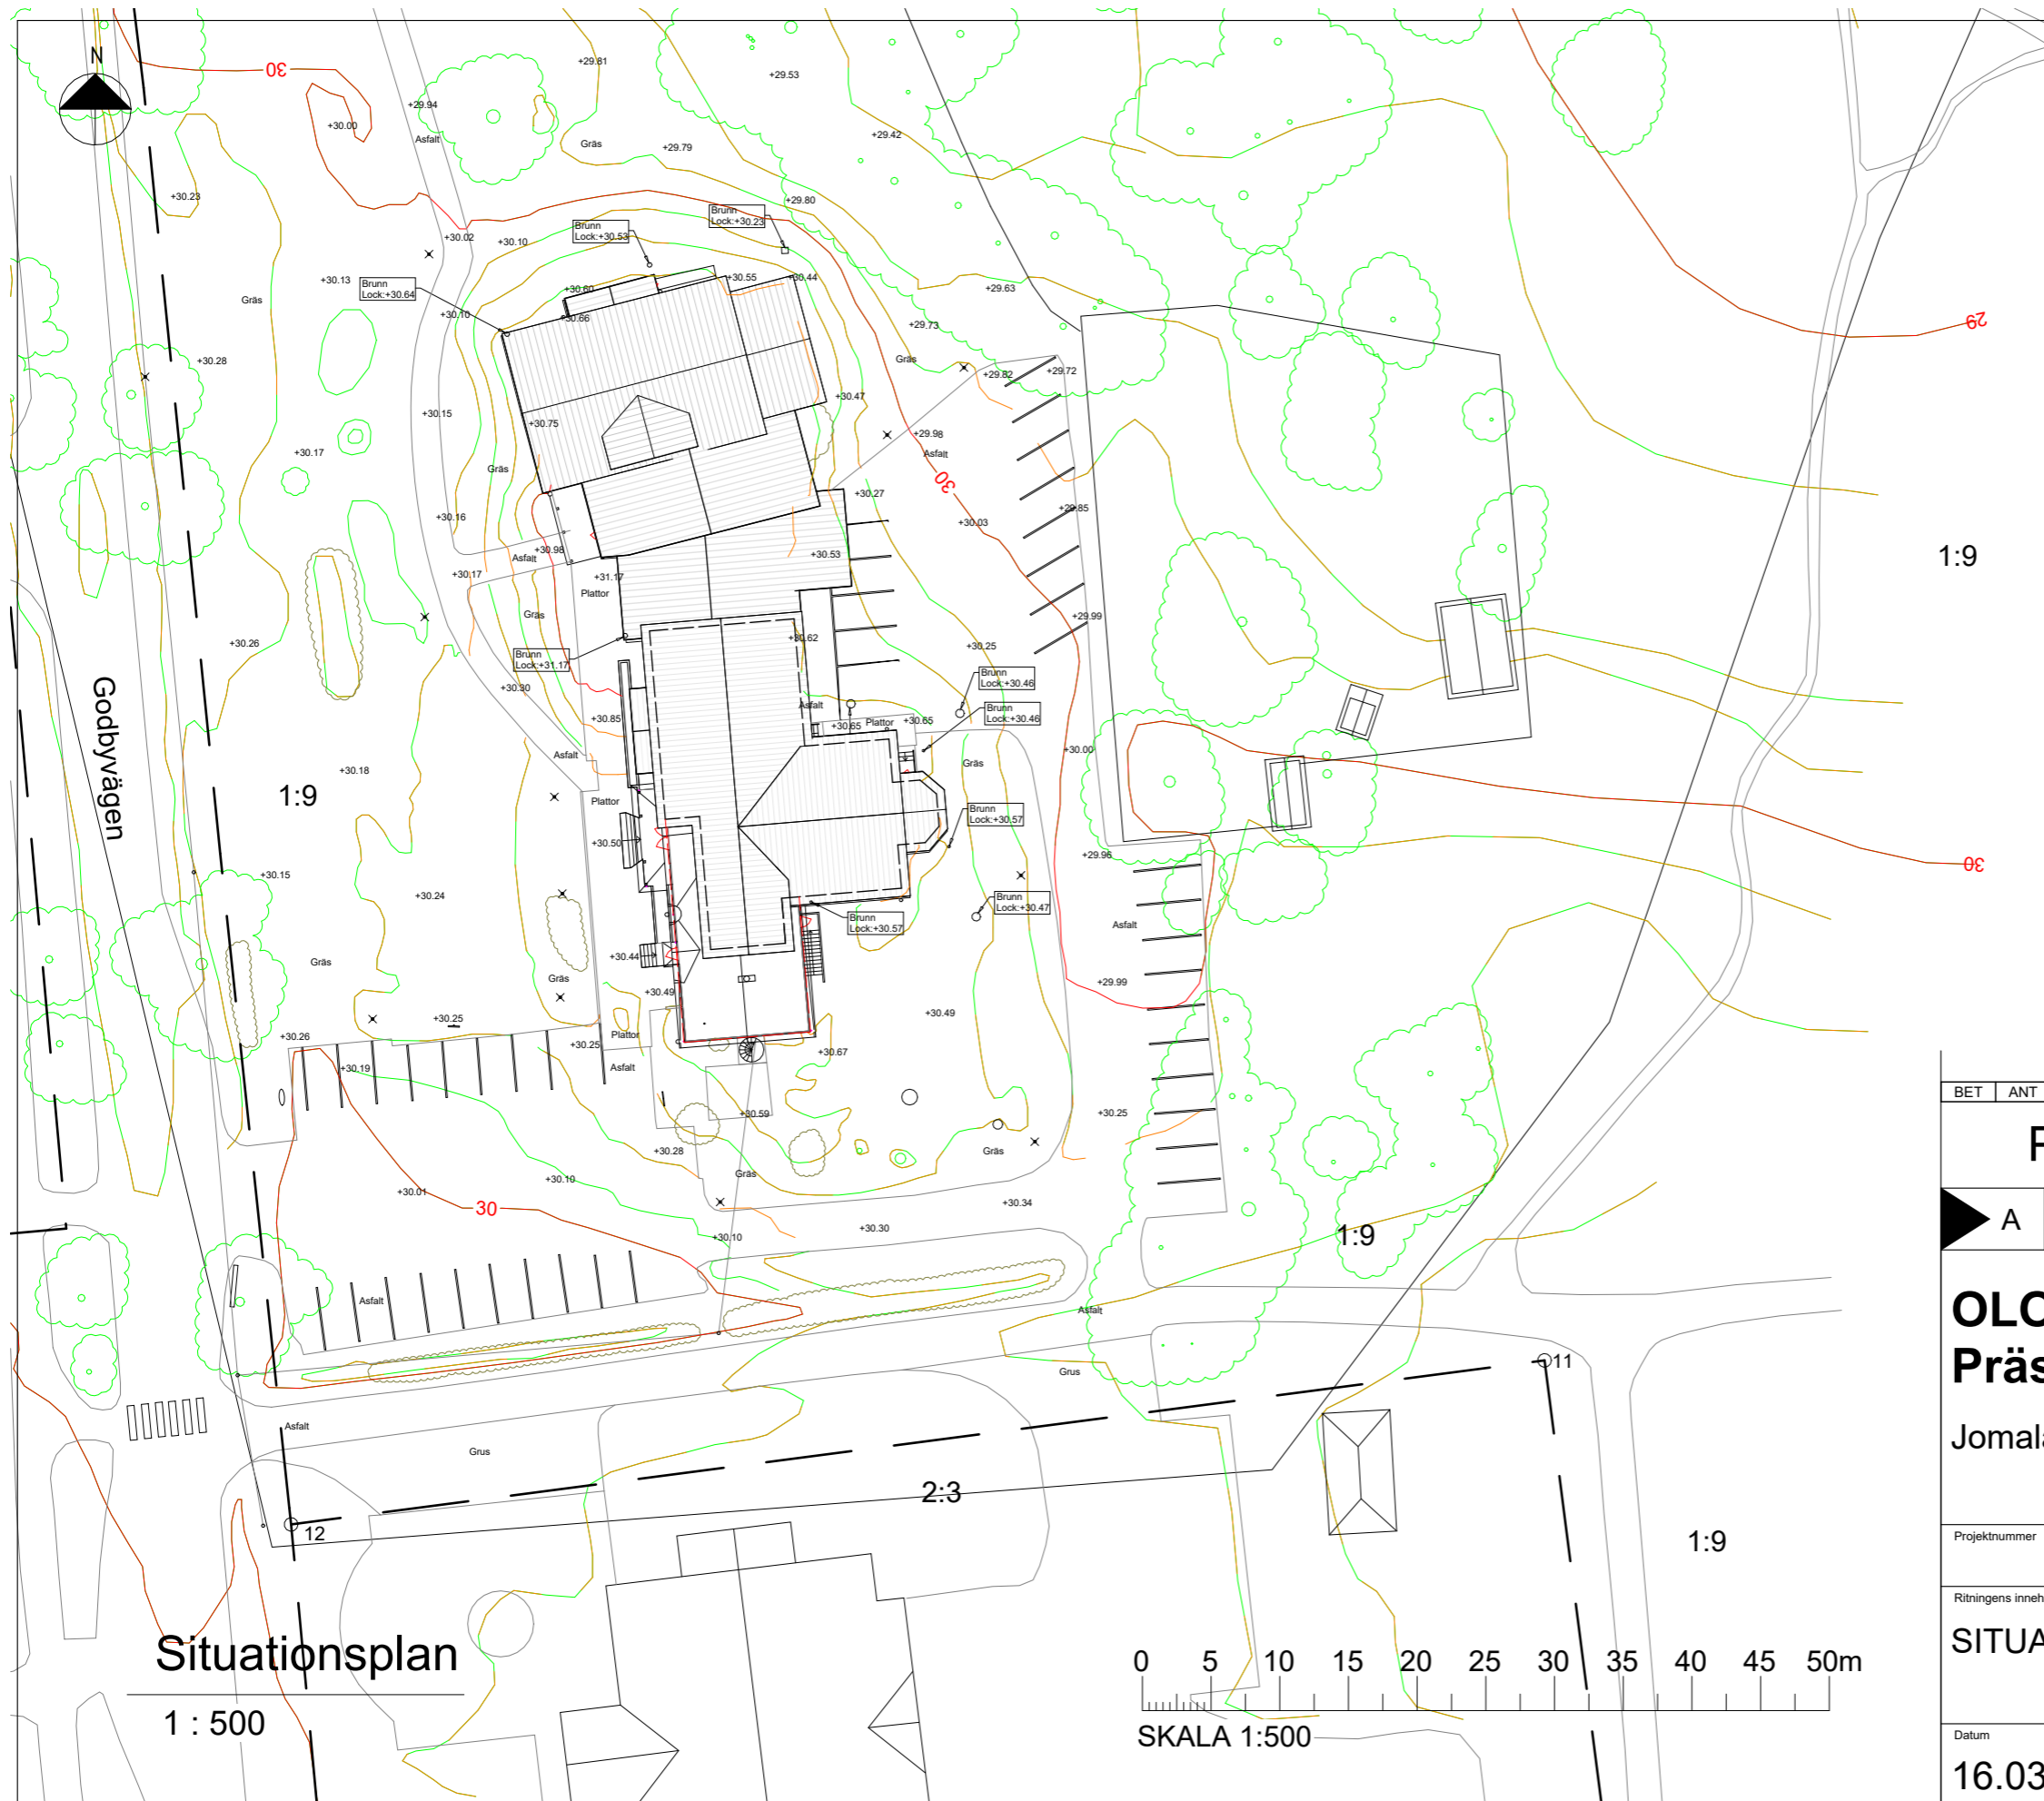 N
30
+30.00
+29.94
Asfalt
+29.81
+29.53
Gräs
+29.79
+29.42
+29.80
+30.23
Brunn
Lock:+30.23
Brunn
Lock:+30.53
+30.02
+30.10
+30.13
Brunn
Lock:+30.64
Gräs
+30.10
+30.60
+30.66
+30.55
+30.44
+29.63
+29.73
Gräs
29
+30.28
+29.82
+29.72
+30.15
+30.75
+30.47
+30.17
Gräs
+29.98
Asfalt
30
+30.27
+30.16
+30.03
+29.85
Asfalt
+30.98
+30.53
1:9
+30.17
+31.17
Plattor
Gräs
+29.99
+30.26
+30.62
+30.25
Brunn
Lock:+31.17
Brunn
Lock:+30.46
+30.30
Brunn
Lock:+30.46
Godbyvägen
+30.85
Asfalt
+30.65
Plattor
+30.65
+30.00
Asfalt
Gräs
+30.18
1:9
Plattor
Brunn
Lock:+30.57
+30.50
+29.96
30
+30.15
+30.24
Brunn
Lock:+30.47
Brunn
Lock:+30.57
Asfalt
Gräs
+30.44
Gräs
+30.49
+29.99
+30.49
+30.25
+30.26
+30.25
Plattor
Asfalt
+30.67
+30.19
+30.59
+30.25
+30.28
Gräs
Gräs
+30.10
+30.01
30
+30.34
+30.30
+30.10
1:9
Asfalt
Asfalt
Grus
11
Asfalt
Grus
2:3
12
1:9
Situationsplan
1 : 500
0 5 10 15 20 25 30 35 40 45 50m
SKALA 1:500
BET ANT
A
Präs
Jomala
Projektnummer
Ritningens inneh
SITUA
Datum
16.03